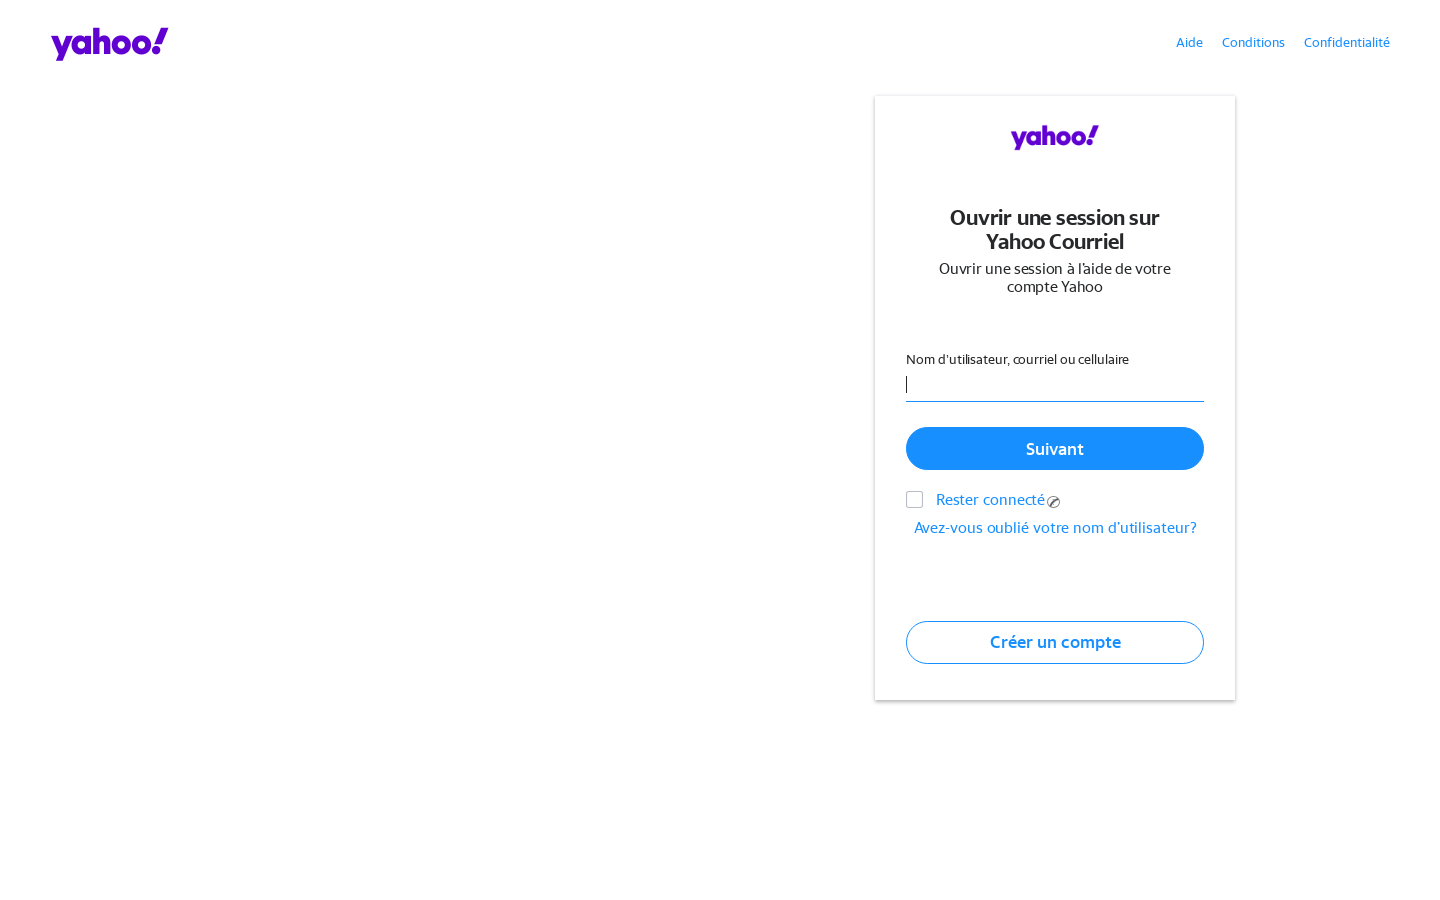 yahoo!
Aide Conditions Confidentialité
yahoo!
Ouvrir une session sur
Yahoo Courriel
Ouvrir une session à l'aide de votre
compte Yahoo
Nom d'utilisateur, courriel ou cellulaire
Suivant
Rester connecté
Avez-vous oublié votre nom d'utilisateur?
Créer un compte